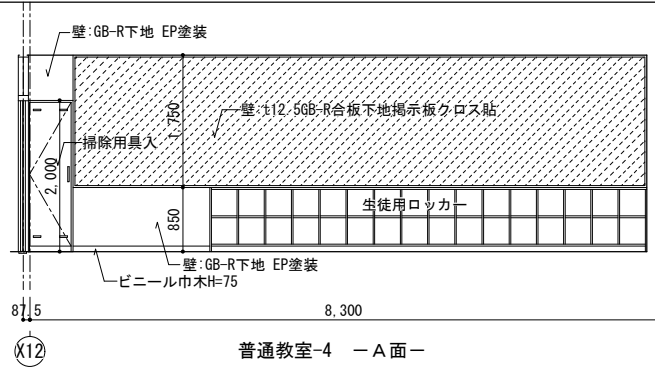 壁:GB-R下地 EP塗装
壁:t12.5GB-R合板下地掲示板クロス貼
1,750
掃除用具入
2,000
生徒用ロッカー
850
壁:GB-R下地 EP塗装
ビニール巾木H=75
87.5
8,300
X12
普通教室-4 －A面－